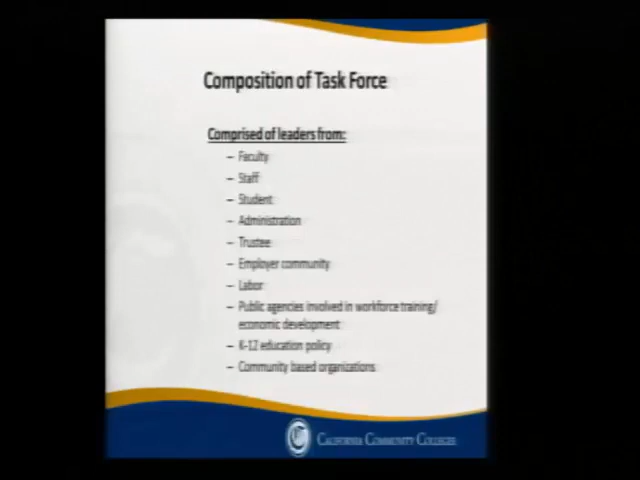 Composition of Task Force
Comprised of leaders from:
– Faculty
– Staff
– Student
– Administration
– Trustee
– Employer community
– Labor
– Public agencies involved in workforce training/
economic development
– K-12 education policy
– Community based organizations
CALIFORNIA COMMUNITY COLLEGES